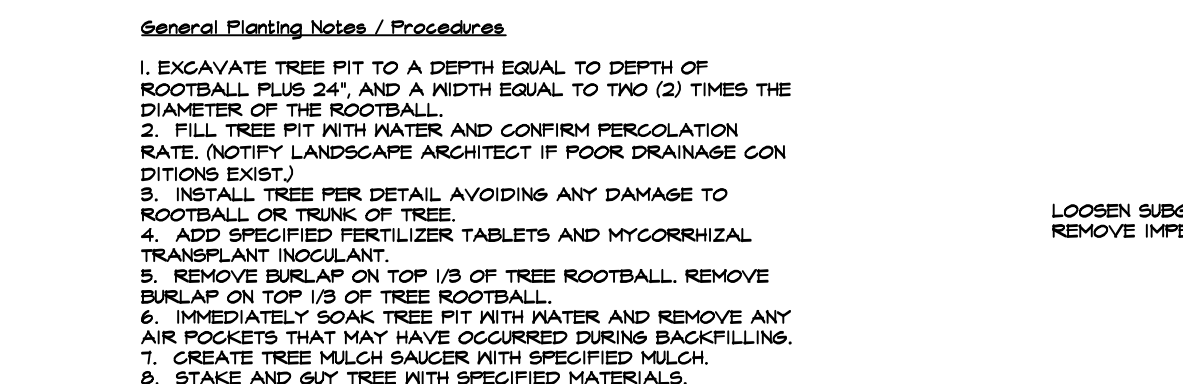 General Planting Notes / Procedures
1. EXCAVATE TREE PIT TO A DEPTH EQUAL TO DEPTH OF
ROOTBALL PLUS 24", AND A WIDTH EQUAL TO TWO (2) TIMES THE
DIAMETER OF THE ROOTBALL.
2. FILL TREE PIT WITH WATER AND CONFIRM PERCOLATION
RATE. (NOTIFY LANDSCAPE ARCHITECT IF POOR DRAINAGE CON
DITIONS EXIST.)
3. INSTALL TREE PER DETAIL AVOIDING ANY DAMAGE TO
ROOTBALL OR TRUNK OF TREE.
4. ADD SPECIFIED FERTILIZER TABLETS AND MYCORRHIZAL
TRANSPLANT INOCULANT.
5. REMOVE BURLAP ON TOP 1/3 OF TREE ROOTBALL. REMOVE
BURLAP ON TOP 1/3 OF TREE ROOTBALL.
6. IMMEDIATELY SOAK TREE PIT WITH WATER AND REMOVE ANY
AIR POCKETS THAT MAY HAVE OCCURRED DURING BACKFILLING.
7. CREATE TREE MULCH SAUCER WITH SPECIFIED MULCH.
8. STAKE AND GUY TREE WITH SPECIFIED MATERIALS.
LOOSEN
REMOVE